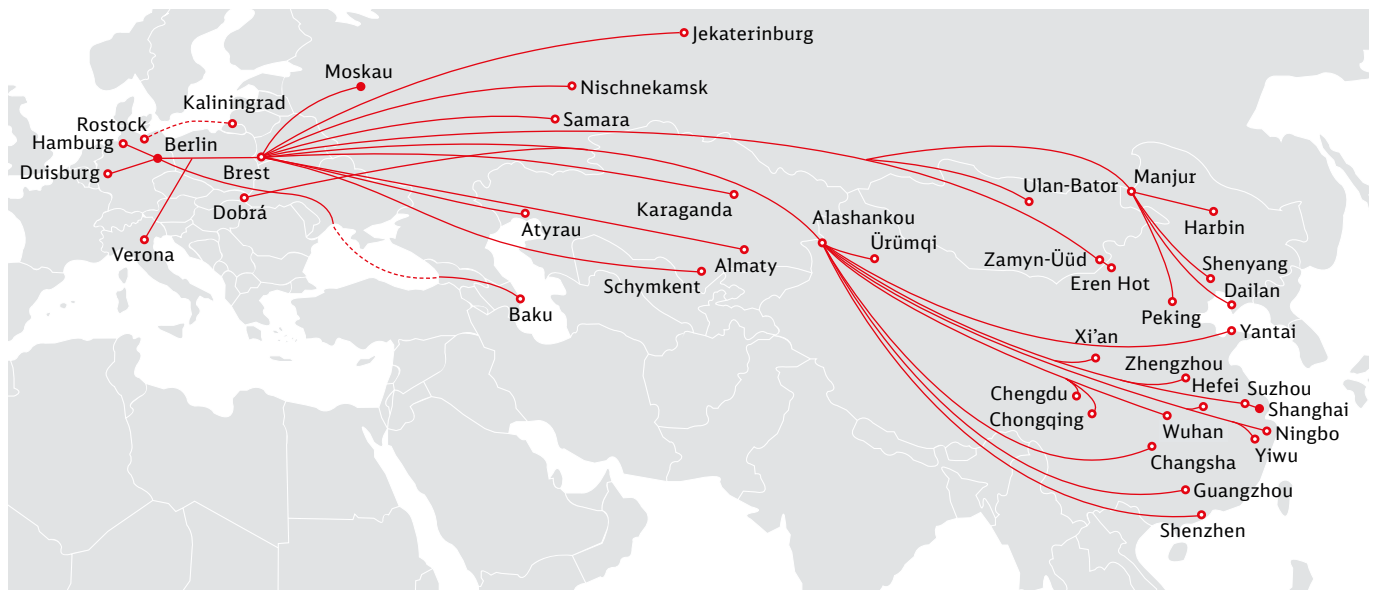 Jekaterinburg
Moskau
Nischnekamsk
Kaliningrad
Samara
Rostock
Hamburg
Berlin
Duisburg
Brest
Dobrá
Verona
Karaganda
Atyrau
Almaty
Schymkent
Baku
Alashankou
Ürümqi
Ulan-Bator
Manjur
Harbin
Zamyn-Üüd
Eren Hot
Shenyang
Dailan
Peking
Yantai
Xi'an
Zhengzhou
Hefei
Suzhou
Chengdu
Shanghai
Chongqing
Wuhan
Ningbo
Yiwu
Changsha
Guangzhou
Shenzhen